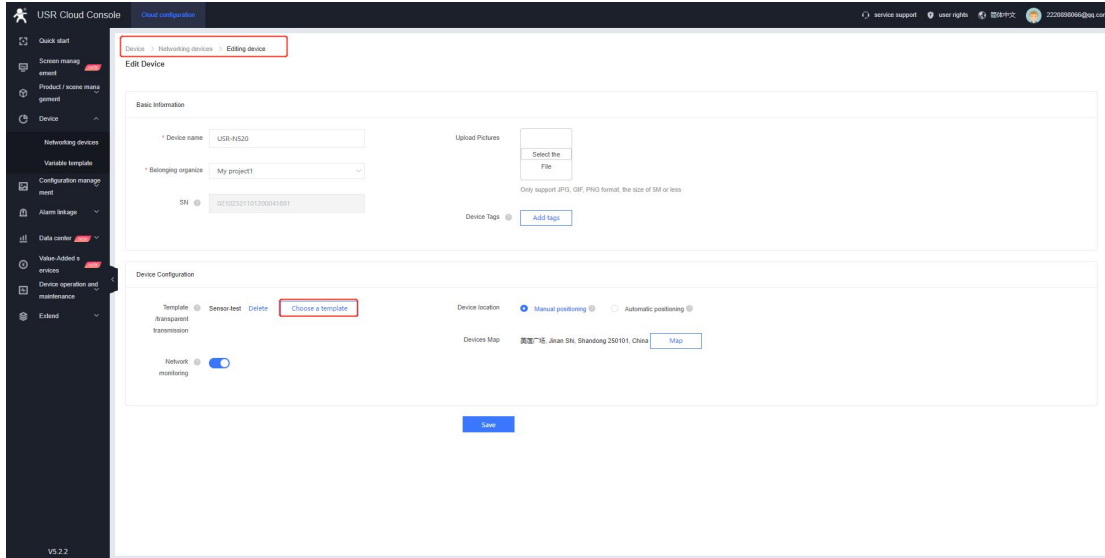 USR Cloud Console
Cloud configuration
service support
user rights
简体中文
2220898066@qq.com
Quick start
Screen manag
ement
Product / scene mana
gement
Device
Networking devices
Variable template
Configuration manage
ment
Alarm linkage
Data center
Value-Added s
ervices
Device operation and
maintenance
Extend
V5.2.2
Device > Networking devices > Editing device
Edit Device
Basic Information
* Device name
USR-N520
* Belonging organize
My project1
SN
Upload Pictures
Select the
File
Only support JPG, GIF, PNG format, the size of 5M or less
Device Tags
Add tags
Device Configuration
Template
/transparent
transmission
Sensor-test Delete
Choose a template
Network
monitoring
Device location
Manual positioning
Automatic positioning
Devices Map
Jinan Shi, Shandong 250101, China
Map
Save